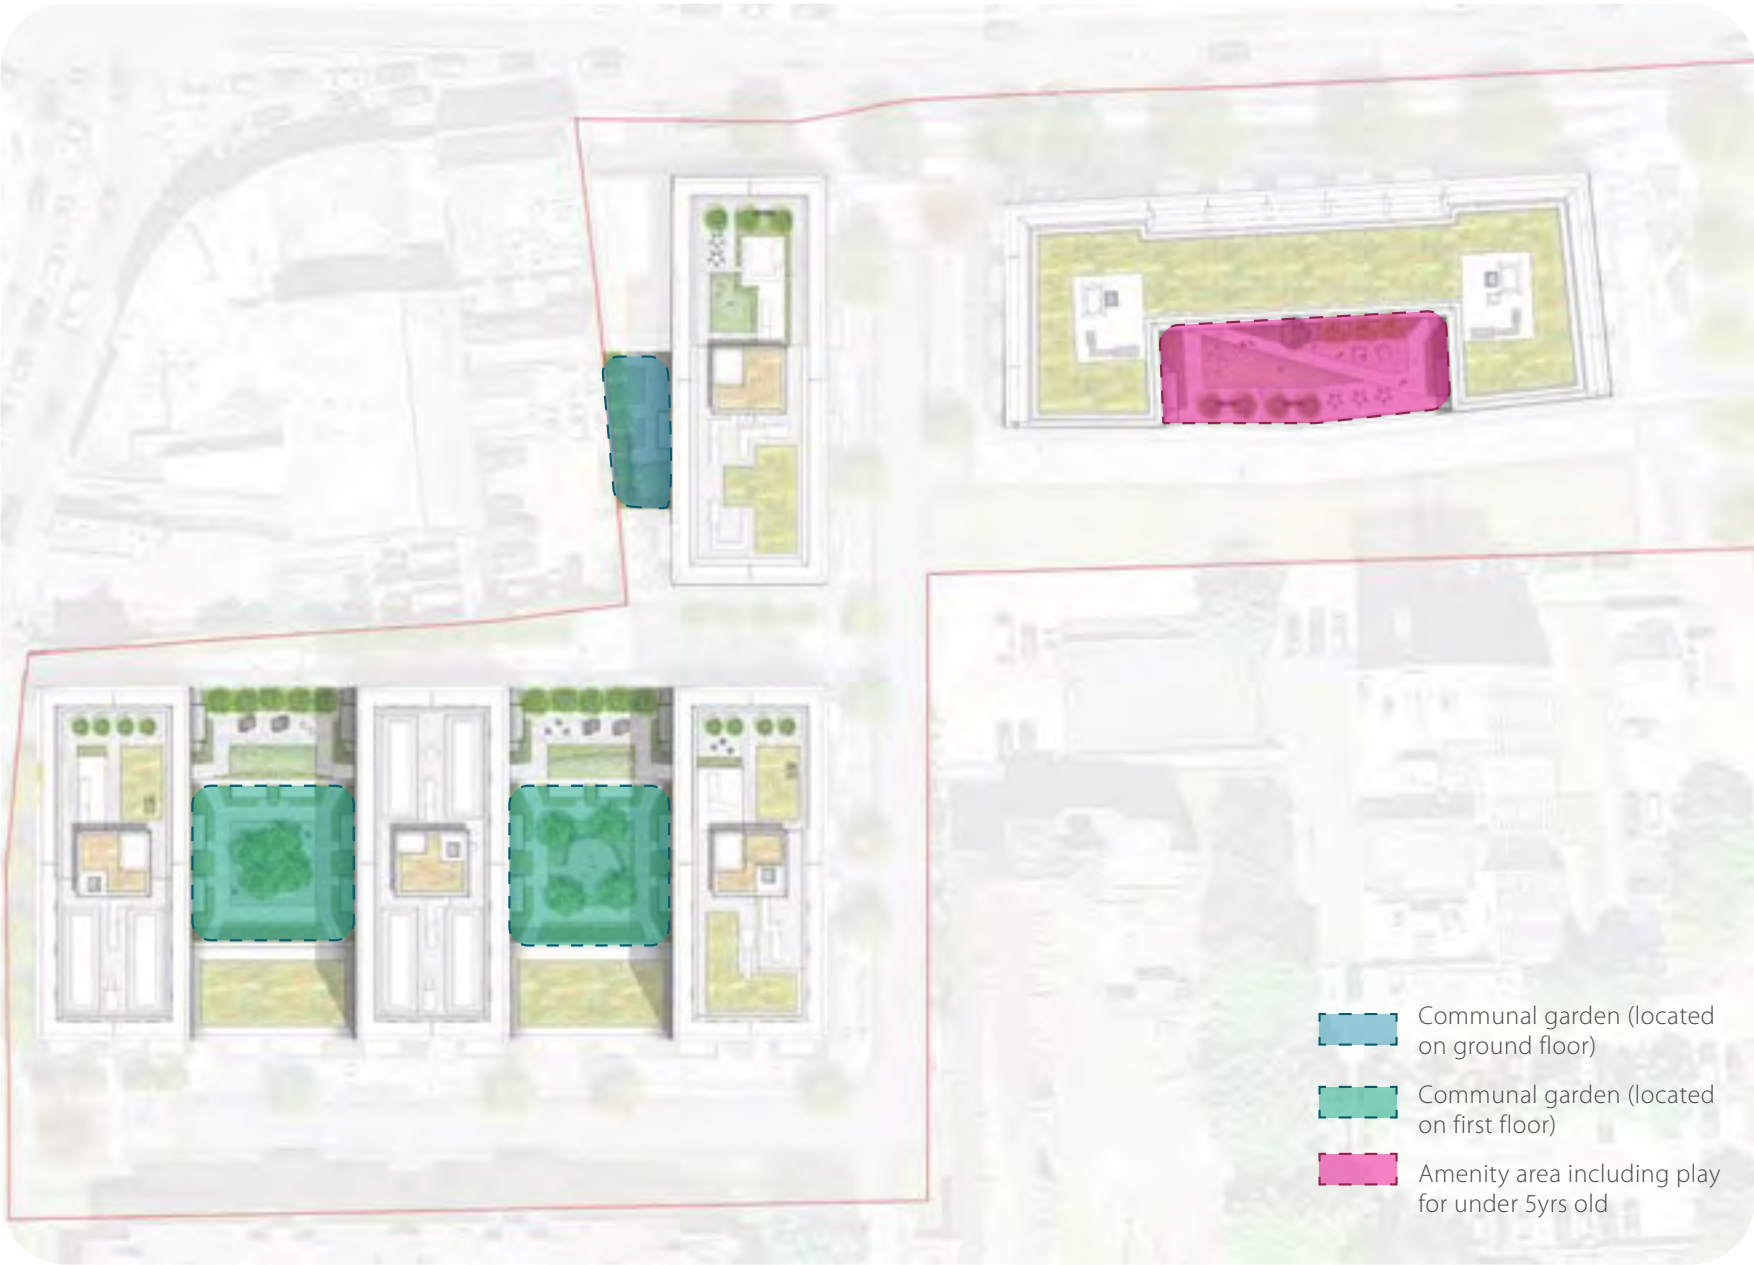 Communal garden (located
on ground floor)
Communal garden (located
on first floor)
Amenity area including play
for under 5yrs old